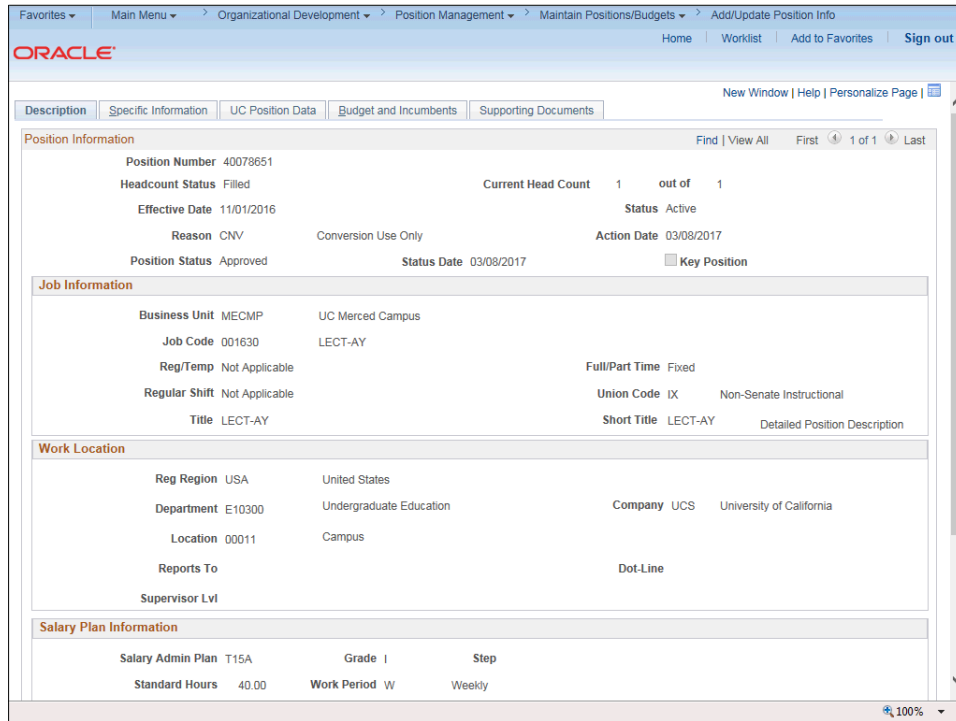 Favorites Main Menu > Organizational Development > Position Management > Maintain Positions/Budgets > Add/Update Position Info
Home Worklist Add to Favorites Sign out
ORACLE
New Window | Help | Personalize Page |
Description Specific Information UC Position Data Budget and Incumbents Supporting Documents
Position Information Find | View All First 1 of 1 Last
Position Number 40078651
Headcount Status Filled Current Head Count 1 out of 1
Effective Date 11/01/2016 Status Active
Reason CNV Conversion Use Only Action Date 03/08/2017
Position Status Approved Status Date 03/08/2017 Key Position
Job Information
Business Unit MECMP UC Merced Campus
Job Code 001630 LECT-AY
Reg/Temp Not Applicable Full/Part Time Fixed
Regular Shift Not Applicable Union Code IX Non-Senate Instructional
Title LECT-AY Short Title LECT-AY Detailed Position Description
Work Location
Reg Region USA United States
Department E10300 Undergraduate Education Company UCS University of California
Location 00011 Campus
Reports To Dot-Line
Supervisor Lvl
Salary Plan Information
Salary Admin Plan T15A Grade I Step
Standard Hours 40.00 Work Period W Weekly
100%